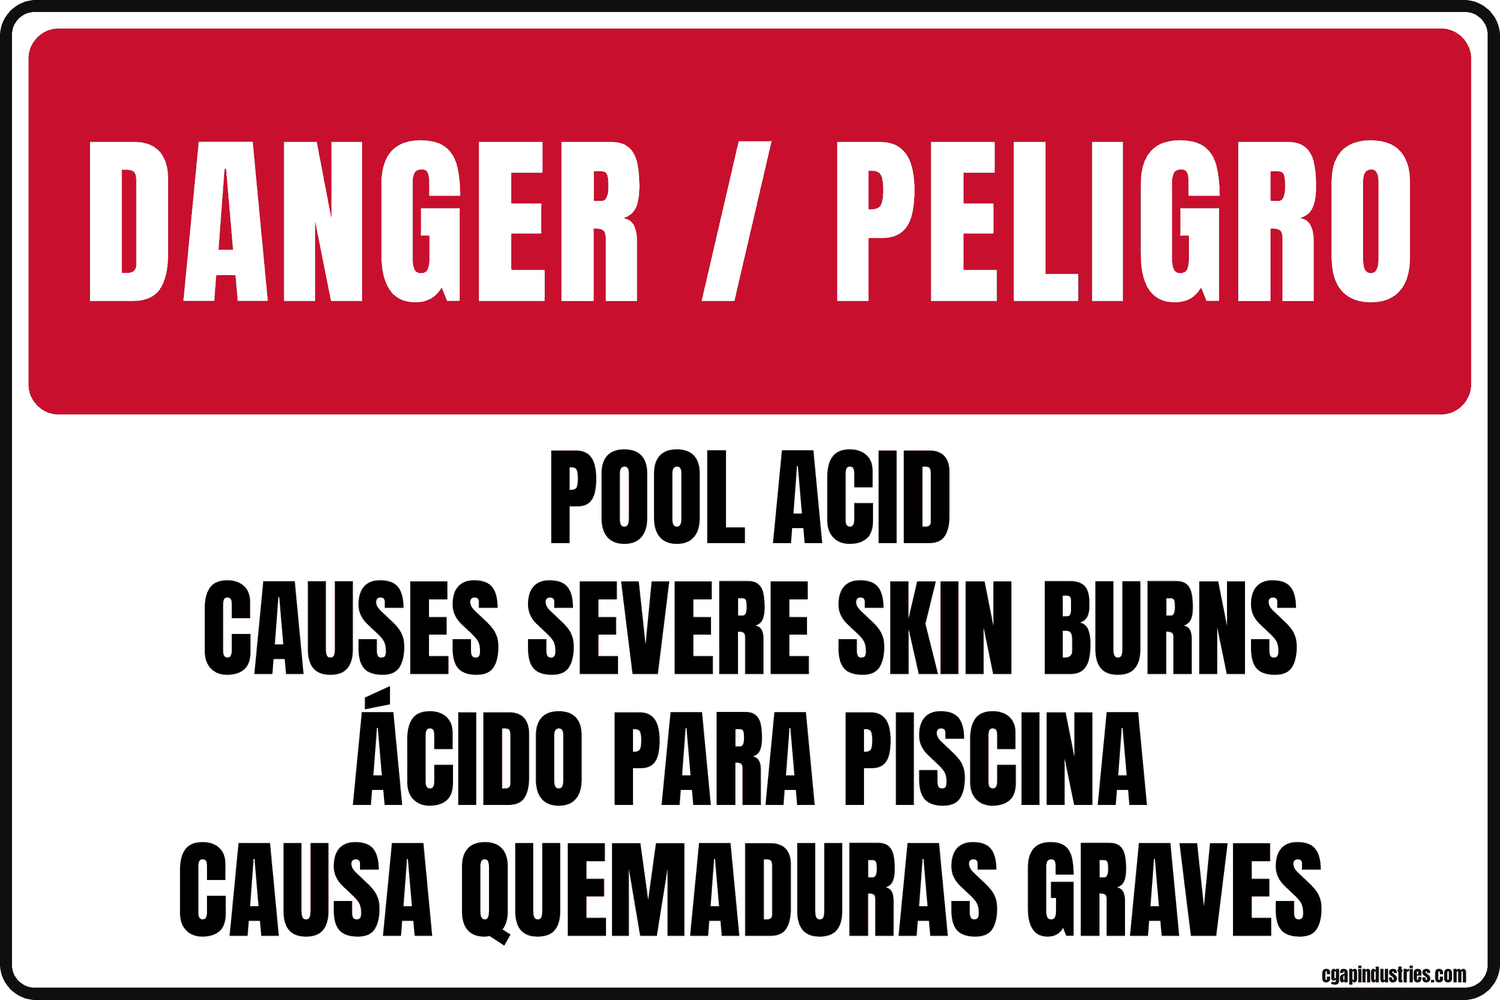 DANGER / PELIGRO
POOL ACID
CAUSES SEVERE SKIN BURNS
ÁCIDO PARA PISCINA
CAUSA QUEMADURAS GRAVES
cgapindustries.com